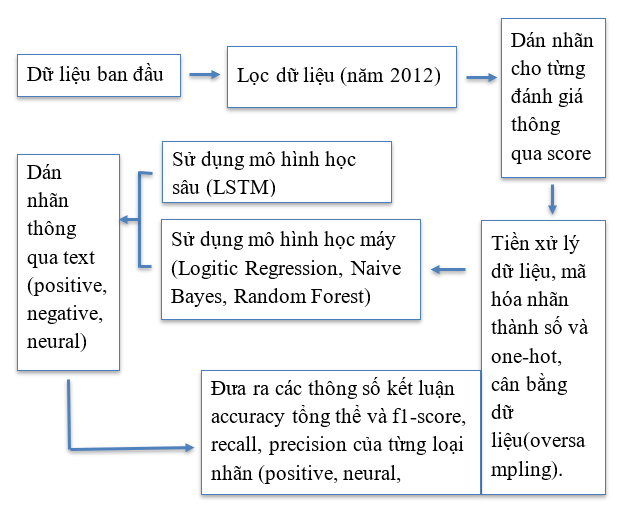 Dữ liệu ban đầu
Lọc dữ liệu (năm 2012)
Dán nhãn
cho từng
đánh giá
thông
qua score
Tiền xử lý
dữ liệu, mã
hóa nhãn
thành số và
one-hot,
cân bằng
dữ
liệu(oversa
mpling).
Sử dụng mô hình học
sâu (LSTM)
Sử dụng mô hình học máy
(Logitic Regression, Naive
Bayes, Random Forest)
Dán
nhãn
thông
qua text
(positive,
negative,
neural)
Đưa ra các thông số kết luận
accuracy tổng thể và f1-score,
recall, precision của từng loại
nhãn (positive, neural,